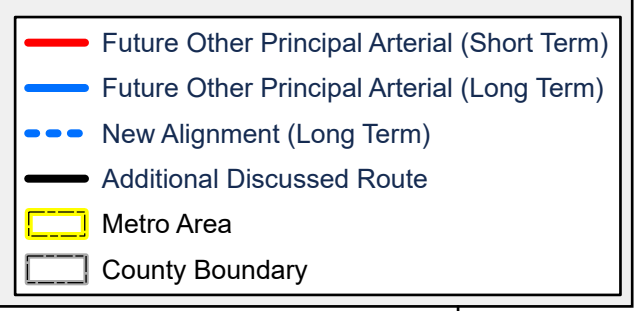 Future Other Principal Arterial (Short Term)
Future Other Principal Arterial (Long Term)
New Alignment (Long Term)
Additional Discussed Route
Metro Area
County Boundary